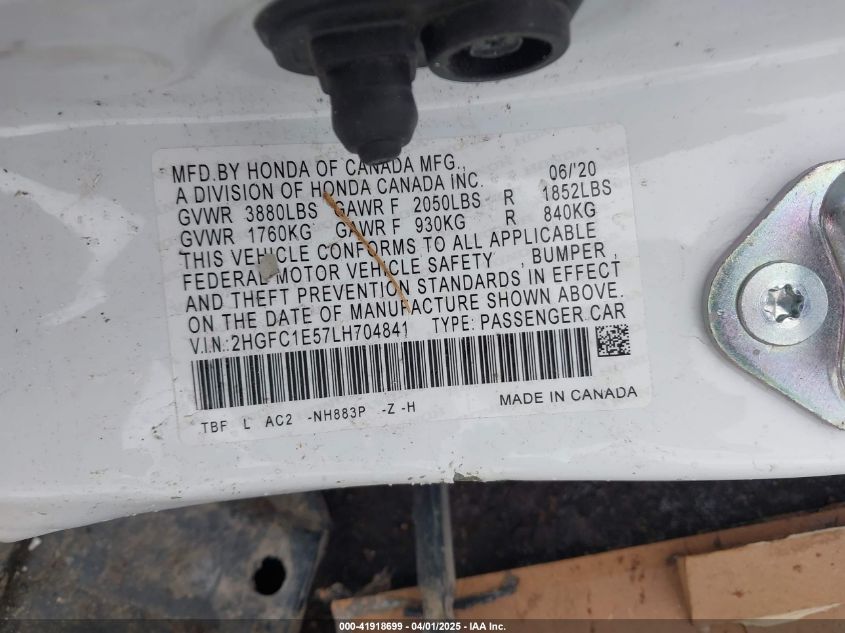 MFD.BY HONDA OF CANADA MFG., 06/'20
A DIVISION OF HONDA CANADA INC.
GVWR 3880LBS GAWR F 2050LBS R 1852LBS
GVWR 1760KG GAWR F 930KG R 840KG
THIS VEHICLE CONFORMS TO ALL APPLICABLE
FEDERAL MOTOR VEHICLE SAFETY , BUMPER ,
AND THEFT PREVENTION STANDARDS IN EFFECT
ON THE DATE OF MANUFACTURE SHOWN ABOVE.
V.I.N.:2HGFC1E57LH704841 TYPE: PASSENGER CAR
TBF L AC2 -NH883P -Z -H MADE IN CANADA
000-41918699 - 04/01/2025 - IAA Inc.